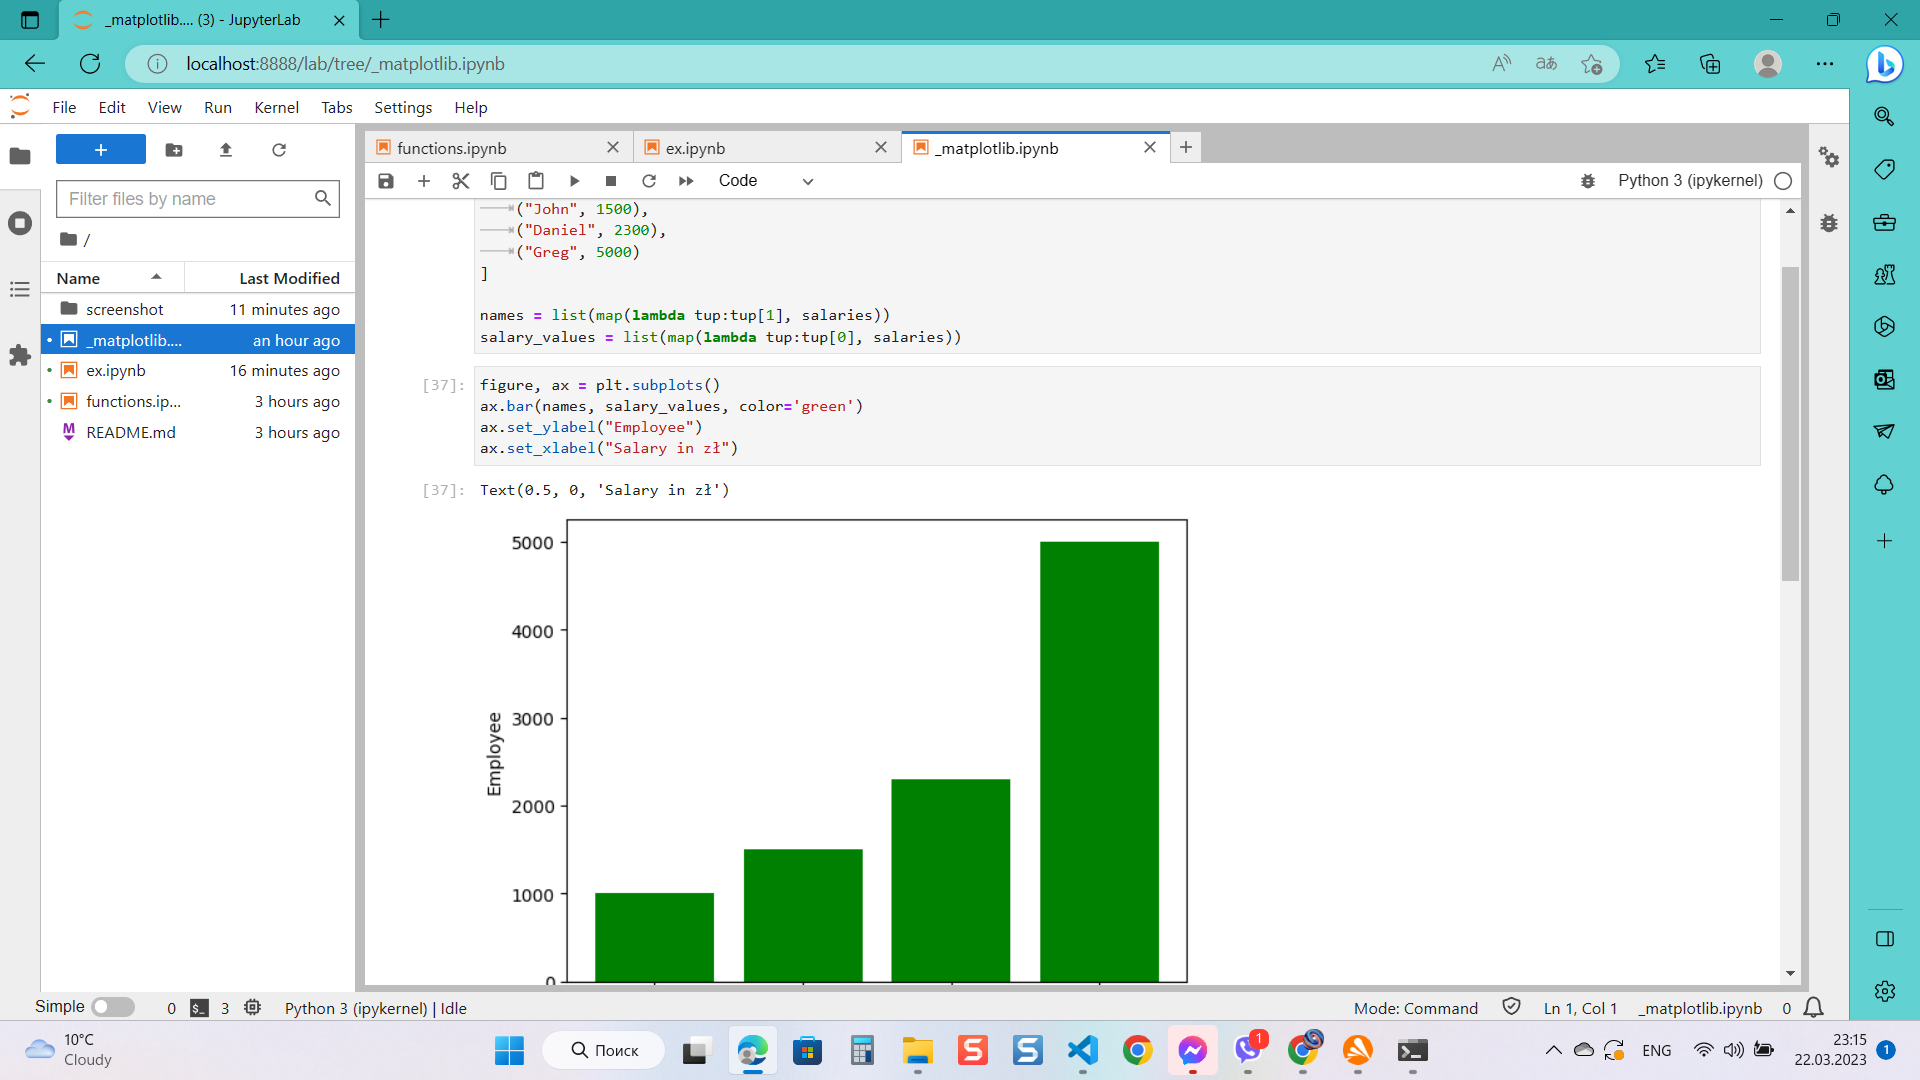 _matplotlib.... (3) - JupyterLab
localhost:8888/lab/tree/_matplotlib.ipynb
File Edit View Run Kernel Tabs Settings Help
functions.ipynb ex.ipynb _matplotlib.ipynb
Code Python 3 (ipykernel)
Filter files by name
/
Name Last Modified
screenshot 11 minutes ago
_matplotlib.... an hour ago
ex.ipynb 16 minutes ago
functions.ip... 3 hours ago
README.md 3 hours ago
("John", 1500),
("Daniel", 2300),
("Greg", 5000)
]
names = list(map(lambda tup:tup[1], salaries))
salary_values = list(map(lambda tup:tup[0], salaries))
[37]: figure, ax = plt.subplots()
ax.bar(names, salary_values, color='green')
ax.set_ylabel("Employee")
ax.set_xlabel("Salary in zł")
[37]: Text(0.5, 0, 'Salary in zł')
5000
4000
3000
2000
1000
0
Employee
Simple 0 3 Python 3 (ipykernel) | Idle Mode: Command Ln 1, Col 1 _matplotlib.ipynb 0
10°C
Cloudy
Поиск
1
ENG
23:15
22.03.2023
1